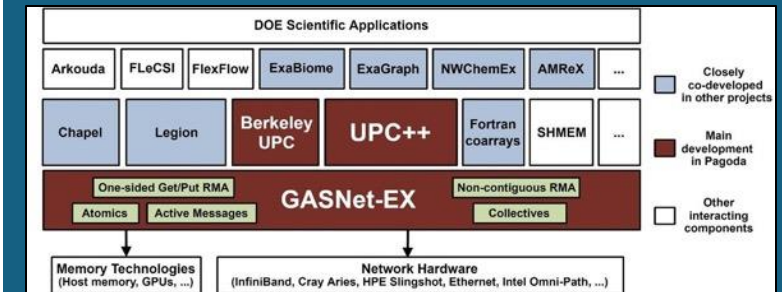 DOE Scientific Applications
Arkouda
FLeCSI
FlexFlow
ExaBiome
ExaGraph
NWChemEx
AMReX
...
Closely
co-developed
in other projects
Chapel
Legion
Berkeley
UPC
UPC++
Fortran
coarrays
SHMEM
...
Main
development
in Pagoda
One-sided Get/Put RMA
Non-contiguous RMA
GASNet-EX
Atomics
Active Messages
Collectives
Other
interacting
components
Memory Technologies
(Host memory, GPUs, ...)
Network Hardware
(InfiniBand, Cray Aries, HPE Slingshot, Ethernet, Intel Omni-Path, ...)